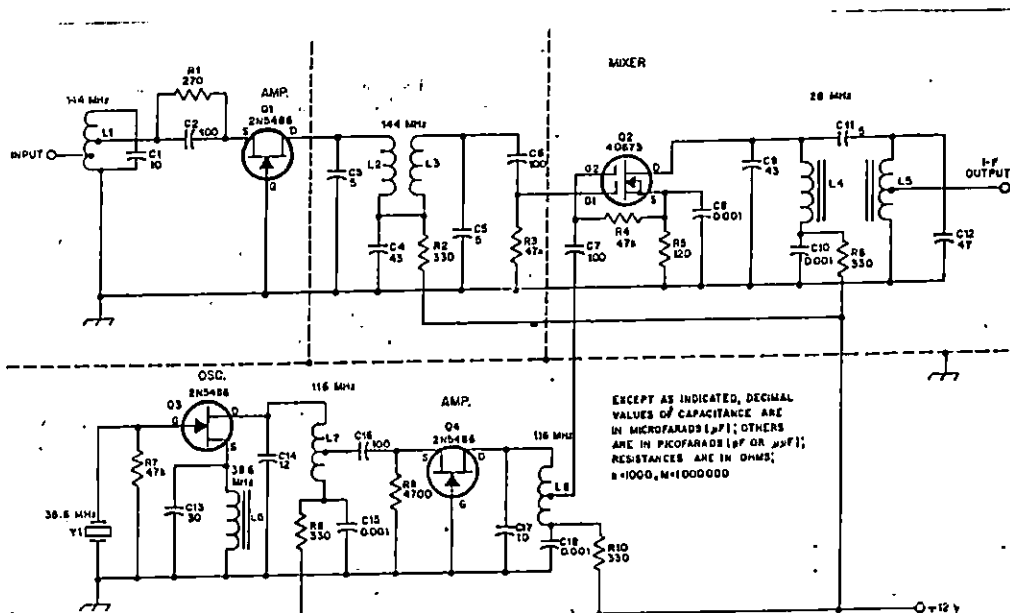 MIXER
R1
270
AMP.
Q1
2N5486
144 MHz
L1
C2
100
S
D
G
INPUT
C1
10
144 MHz
L2
L3
C3
5
C4
43
R2
330
C5
5
C6
100
R3
47k
Q2
40673
G2
G1
D
S
R4
47k
C7
100
R5
120
C8
0.001
28 MHz
C9
43
C11
5
L4
L5
C10
0.001
R6
330
I-F
OUTPUT
C12
47
OSC.
Q3
2N5486
G
D
S
R7
47k
38.6 MHz
Y1
C13
30
38.6
MHz
L6
C14
12
116 MHz
L7
C16
100
R8
330
C15
0.001
AMP.
Q4
2N5486
S
D
G
4700
C17
10
116 MHz
L8
C18
0.001
R10
330
EXCEPT AS INDICATED, DECIMAL
VALUES OF CAPACITANCE ARE
IN MICROFARADS (µF); OTHERS
ARE IN PICOFARADS (pF OR µµF);
RESISTANCES ARE IN OHMS;
k=1000, M=1000000
+12 V